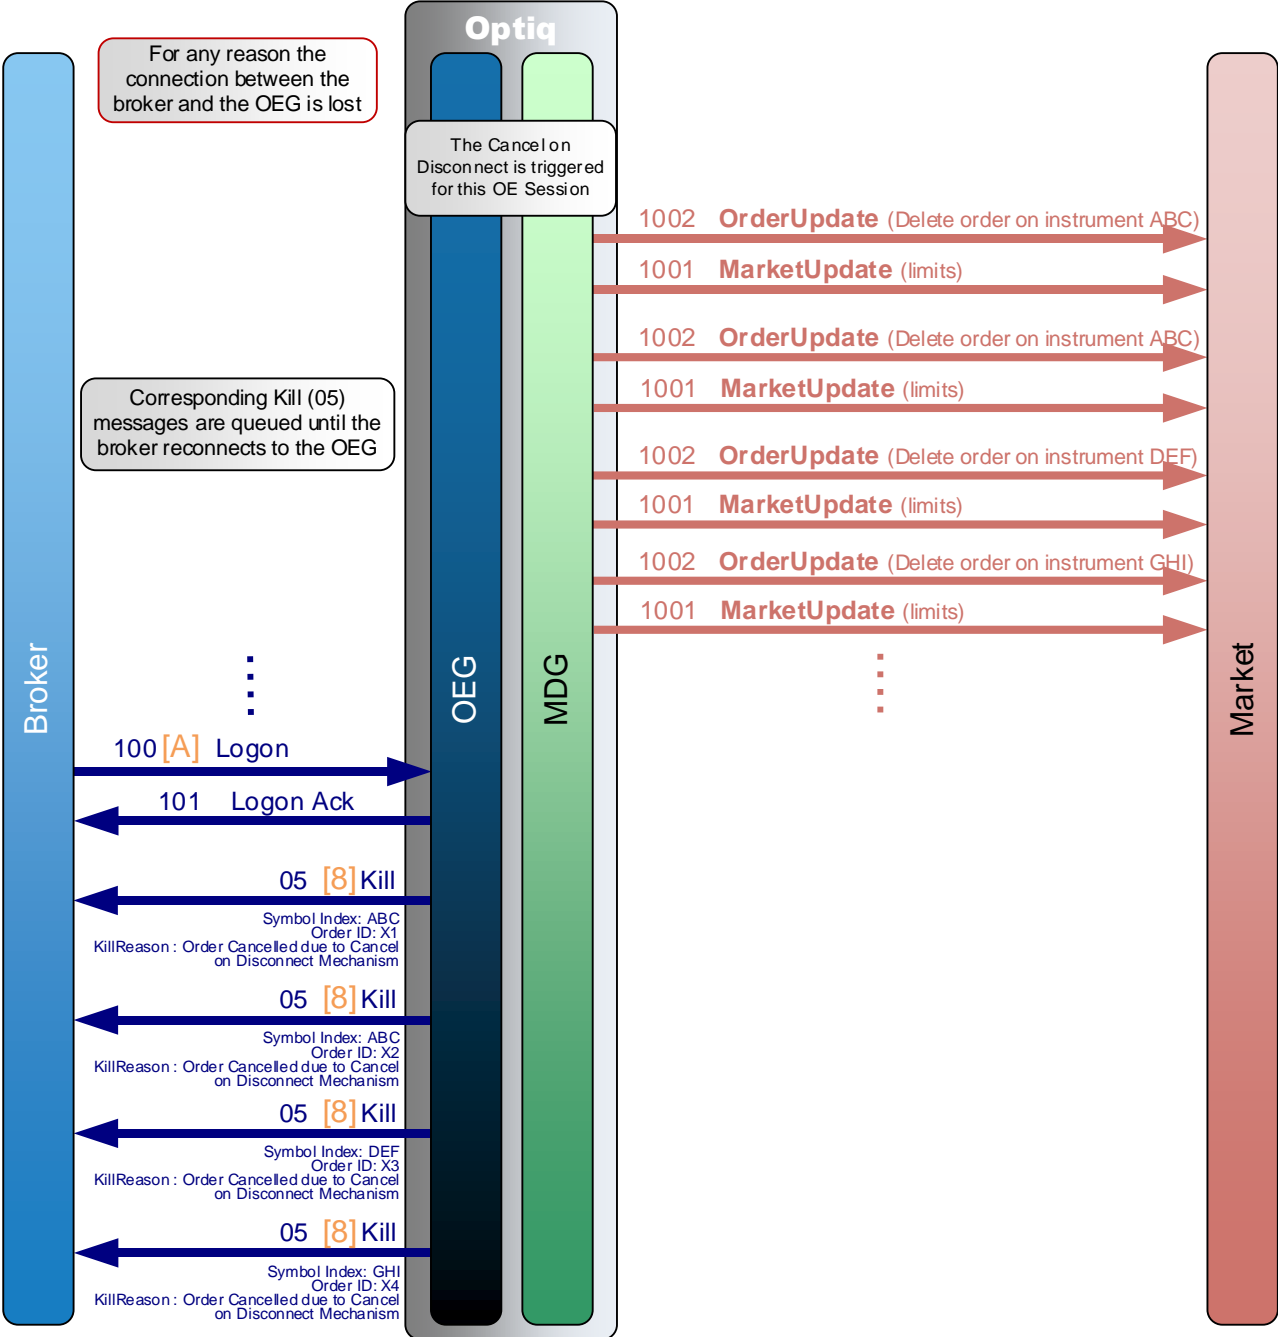 Optiq
For any reason the
connection between the
broker and the OEG is lost
The Cancel on
Disconnect is triggered
for this OE Session
1002 OrderUpdate (Delete order on instrument ABC)
1001 MarketUpdate (limits)
1002 OrderUpdate (Delete order on instrument ABC)
1001 MarketUpdate (limits)
Corresponding Kill (05)
messages are queued until the
broker reconnects to the OEG
1002 OrderUpdate (Delete order on instrument DEF)
1001 MarketUpdate (limits)
1002 OrderUpdate (Delete order on instrument GHI)
1001 MarketUpdate (limits)
Broker
OEG
MDG
Market
100 [A] Logon
101 Logon Ack
05 [8] Kill
Symbol Index: ABC
Order ID: X1
KillReason : Order Cancelled due to Cancel
on Disconnect Mechanism
05 [8] Kill
Symbol Index: ABC
Order ID: X2
KillReason : Order Cancelled due to Cancel
on Disconnect Mechanism
05 [8] Kill
Symbol Index: DEF
Order ID: X3
KillReason : Order Cancelled due to Cancel
on Disconnect Mechanism
05 [8] Kill
Symbol Index: GHI
Order ID: X4
KillReason : Order Cancelled due to Cancel
on Disconnect Mechanism